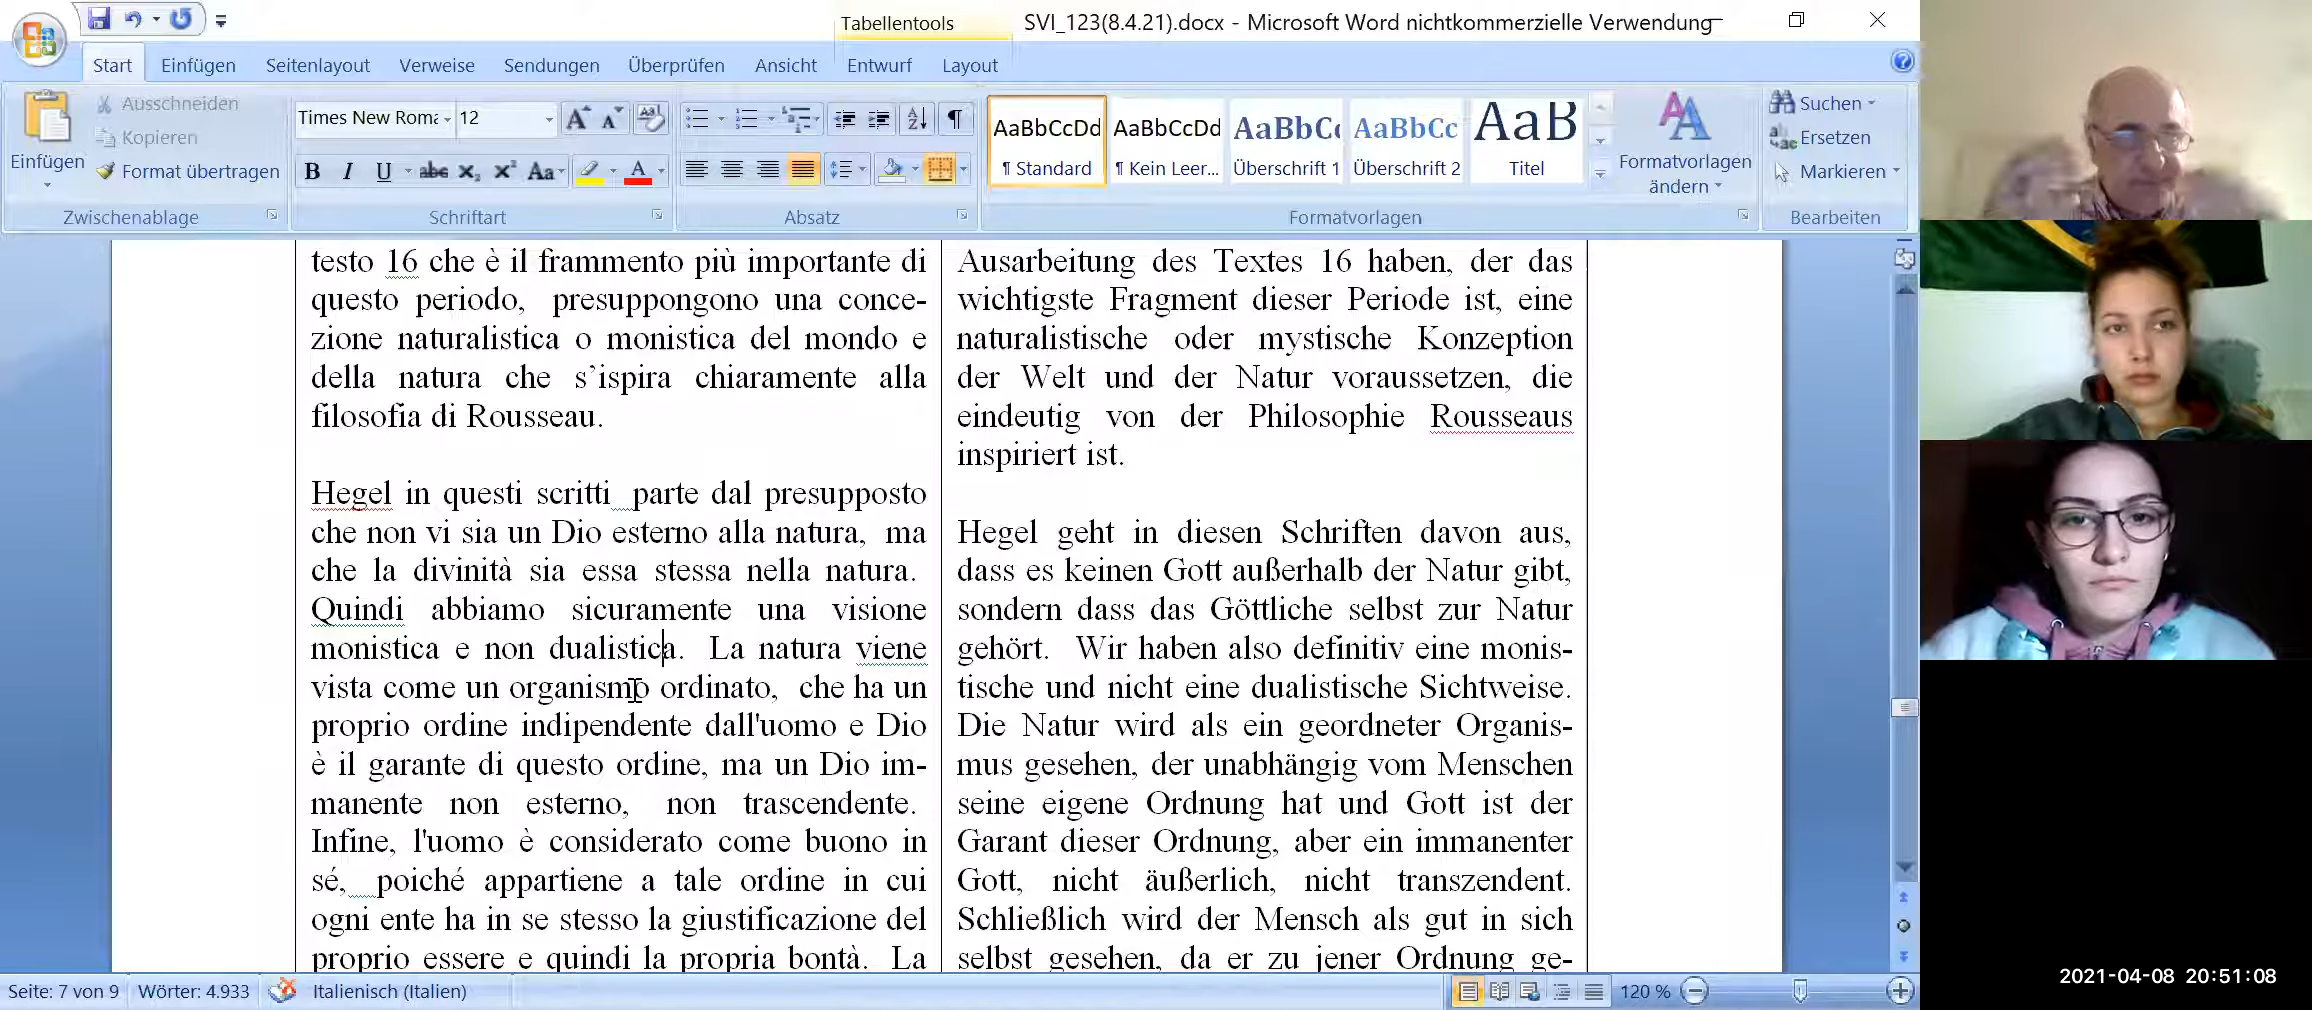 Tabellentools
SVI_123(8.4.21).docx - Microsoft Word nichtkommerzielle Verwendung
Start Einfügen Seitenlayout Verweise Sendungen Überprüfen Ansicht Entwurf Layout
Einfügen
Ausschneiden
Kopieren
Format übertragen
Zwischenablage
Times New Roma 12
Schriftart
Absatz
AaBbCcDd AaBbCcDd AaBbCc AaBbCc AaB
¶ Standard ¶ Kein Leer... Überschrift 1 Überschrift 2 Titel
Formatvorlagen
ändern
Formatvorlagen
Suchen
Ersetzen
Markieren
Bearbeiten
testo 16 che è il frammento più importante di
questo periodo, presuppongono una conce-
zione naturalistica o monistica del mondo e
della natura che s’ispira chiaramente alla
filosofia di Rousseau.
Hegel in questi scritti parte dal presupposto
che non vi sia un Dio esterno alla natura, ma
che la divinità sia essa stessa nella natura.
Quindi abbiamo sicuramente una visione
monistica e non dualistica. La natura viene
vista come un organismo ordinato, che ha un
proprio ordine indipendente dall'uomo e Dio
è il garante di questo ordine, ma un Dio im-
manente non esterno, non trascendente.
Infine, l'uomo è considerato come buono in
sé, poiché appartiene a tale ordine in cui
ogni ente ha in se stesso la giustificazione del
proprio essere e quindi la propria bontà. La
Ausarbeitung des Textes 16 haben, der das
wichtigste Fragment dieser Periode ist, eine
naturalistische oder mystische Konzeption
der Welt und der Natur voraussetzen, die
eindeutig von der Philosophie Rousseaus
inspiriert ist.
Hegel geht in diesen Schriften davon aus,
dass es keinen Gott außerhalb der Natur gibt,
sondern dass das Göttliche selbst zur Natur
gehört. Wir haben also definitiv eine monis-
tische und nicht eine dualistische Sichtweise.
Die Natur wird als ein geordneter Organis-
mus gesehen, der unabhängig vom Menschen
seine eigene Ordnung hat und Gott ist der
Garant dieser Ordnung, aber ein immanenter
Gott, nicht äußerlich, nicht transzendent.
Schließlich wird der Mensch als gut in sich
selbst gesehen, da er zu jener Ordnung ge-
Seite: 7 von 9 Wörter: 4.933 Italienisch (Italien) 120 %
2021-04-08 20:51:08